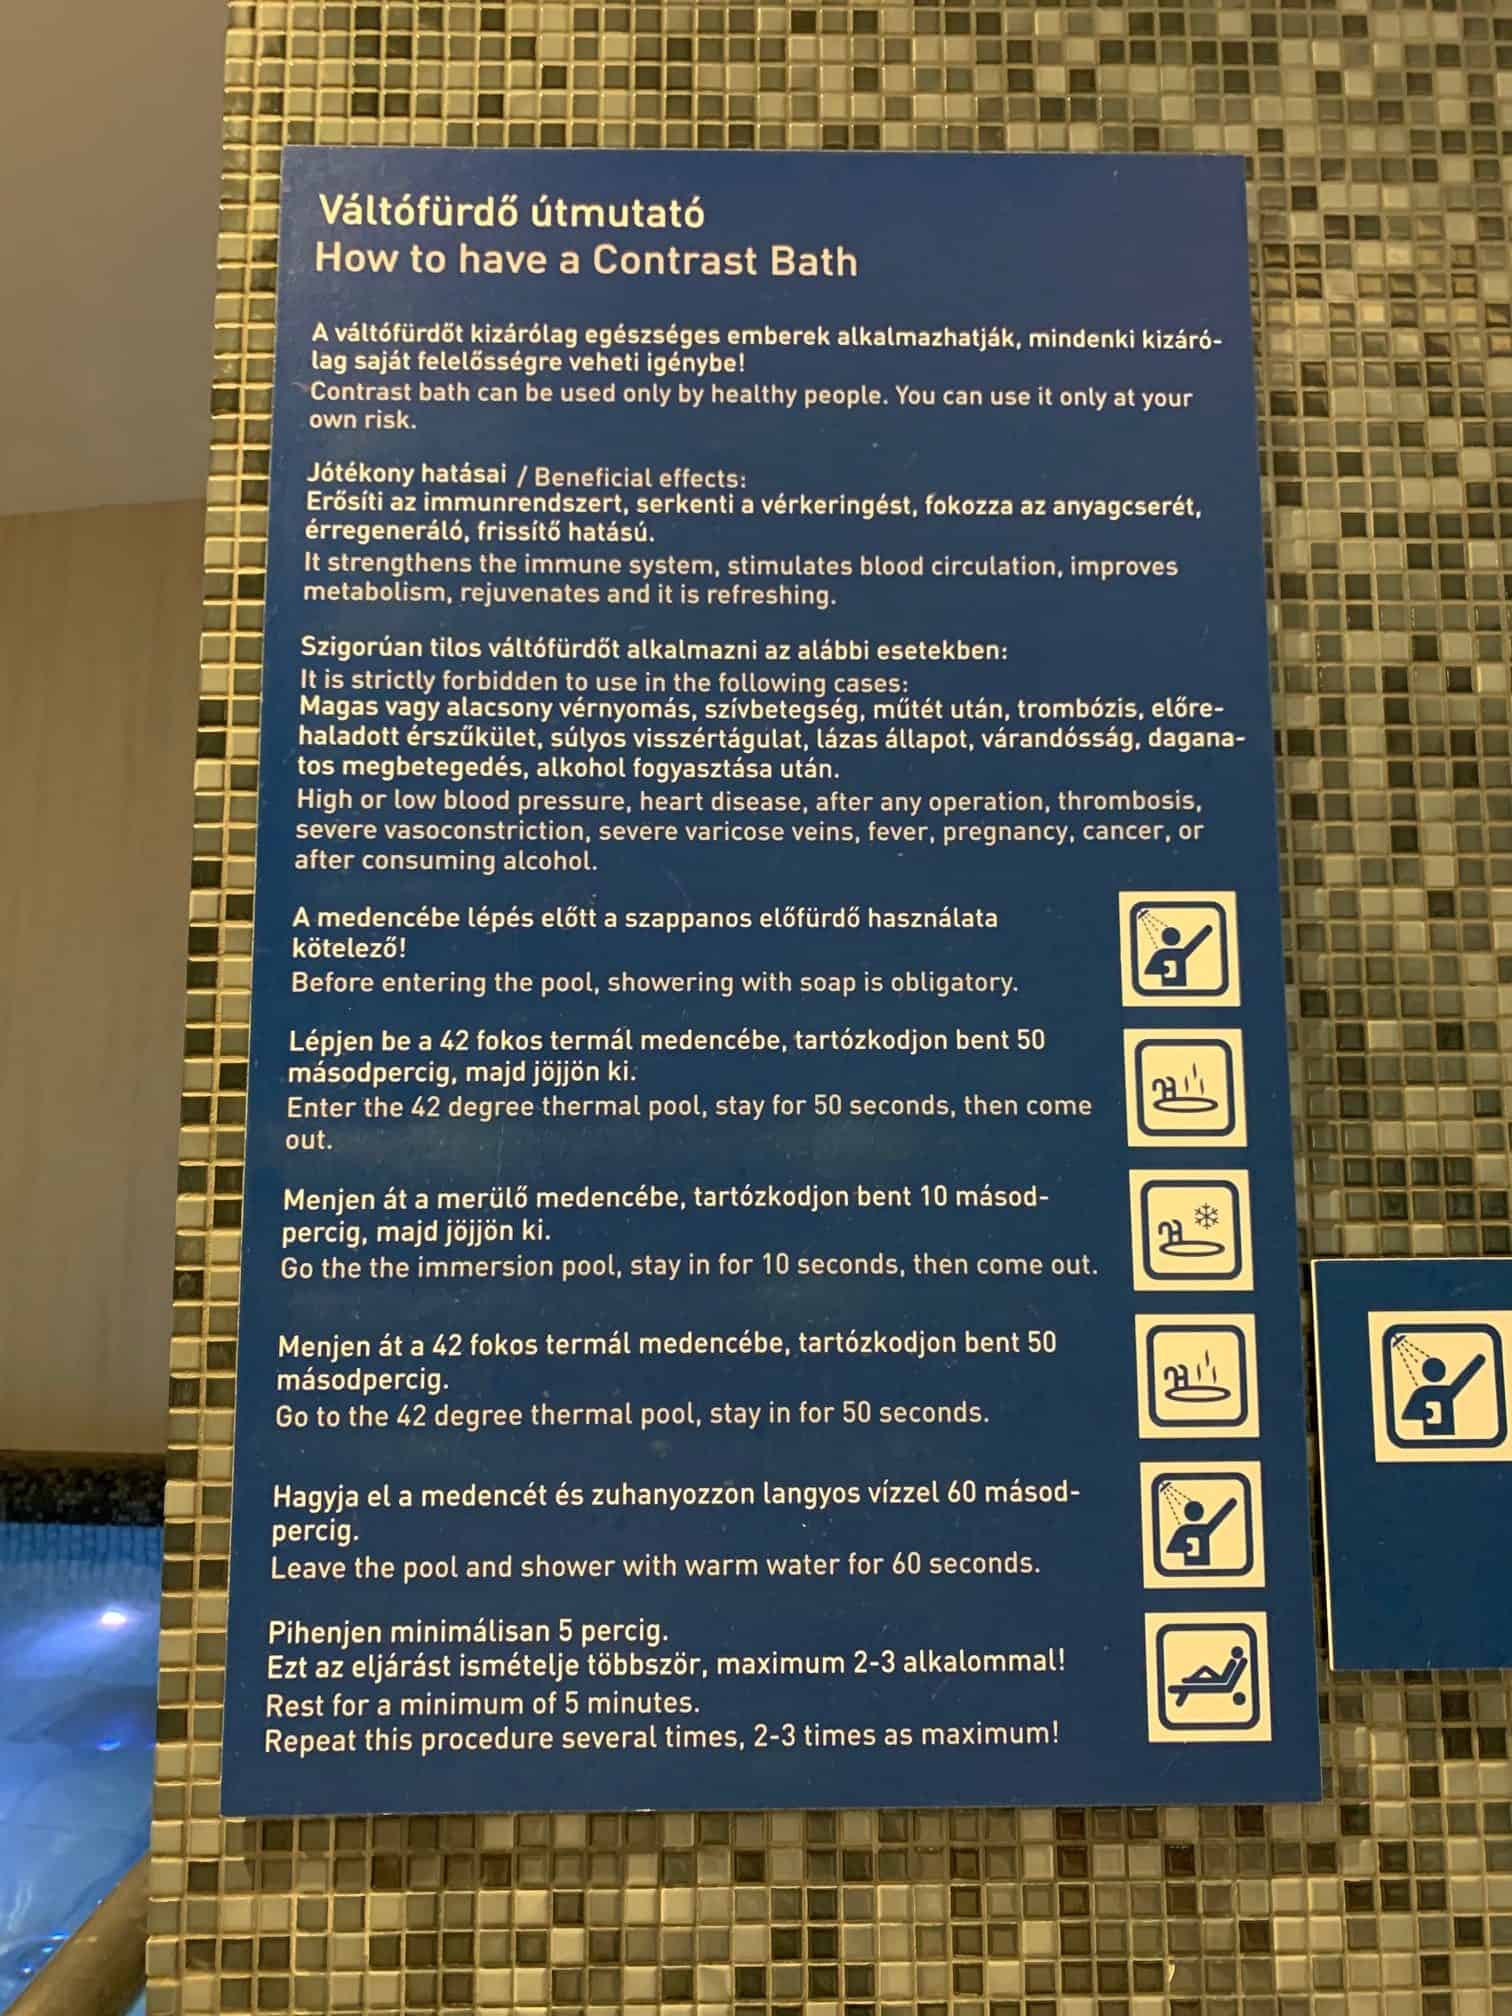 Váltófürdő útmutató
How to have a Contrast Bath
A váltófürdőt kizárólag egészséges emberek alkalmazhatják, mindenki kizáró-
lag saját felelősségre veheti igénybe!
Contrast bath can be used only by healthy people. You can use it only at your
own risk.
Jótékony hatásai / Beneficial effects:
Erősíti az immunrendszert, serkenti a vérkeringést, fokozza az anyagcserét,
érregeneráló, frissítő hatású.
It strengthens the immune system, stimulates blood circulation, improves
metabolism, rejuvenates and it is refreshing.
Szigorúan tilos váltófürdőt alkalmazni az alábbi esetekben:
It is strictly forbidden to use in the following cases:
Magas vagy alacsony vérnyomás, szívbetegség, műtét után, trombózis, előre-
haladott érszűkület, súlyos visszértágulat, lázas állapot, várandósság, dagana-
tos megbetegedés, alkohol fogyasztása után.
High or low blood pressure, heart disease, after any operation, thrombosis,
severe vasoconstriction, severe varicose veins, fever, pregnancy, cancer, or
after consuming alcohol.
A medencébe lépés előtt a szappanos előfürdő használata
kötelező!
Before entering the pool, showering with soap is obligatory.
Lépjen be a 42 fokos termál medencébe, tartózkodjon bent 50
másodpercig, majd jöjjön ki.
Enter the 42 degree thermal pool, stay for 50 seconds, then come
out.
Menjen át a merülő medencébe, tartózkodjon bent 10 másod-
percig, majd jöjjön ki.
Go the the immersion pool, stay in for 10 seconds, then come out.
Menjen át a 42 fokos termál medencébe, tartózkodjon bent 50
másodpercig.
Go to the 42 degree thermal pool, stay in for 50 seconds.
Hagyja el a medencét és zuhanyozzon langyos vízzel 60 másod-
percig.
Leave the pool and shower with warm water for 60 seconds.
Pihenjen minimálisan 5 percig.
Ezt az eljárást ismételje többször, maximum 2-3 alkalommal!
Rest for a minimum of 5 minutes.
Repeat this procedure several times, 2-3 times as maximum!